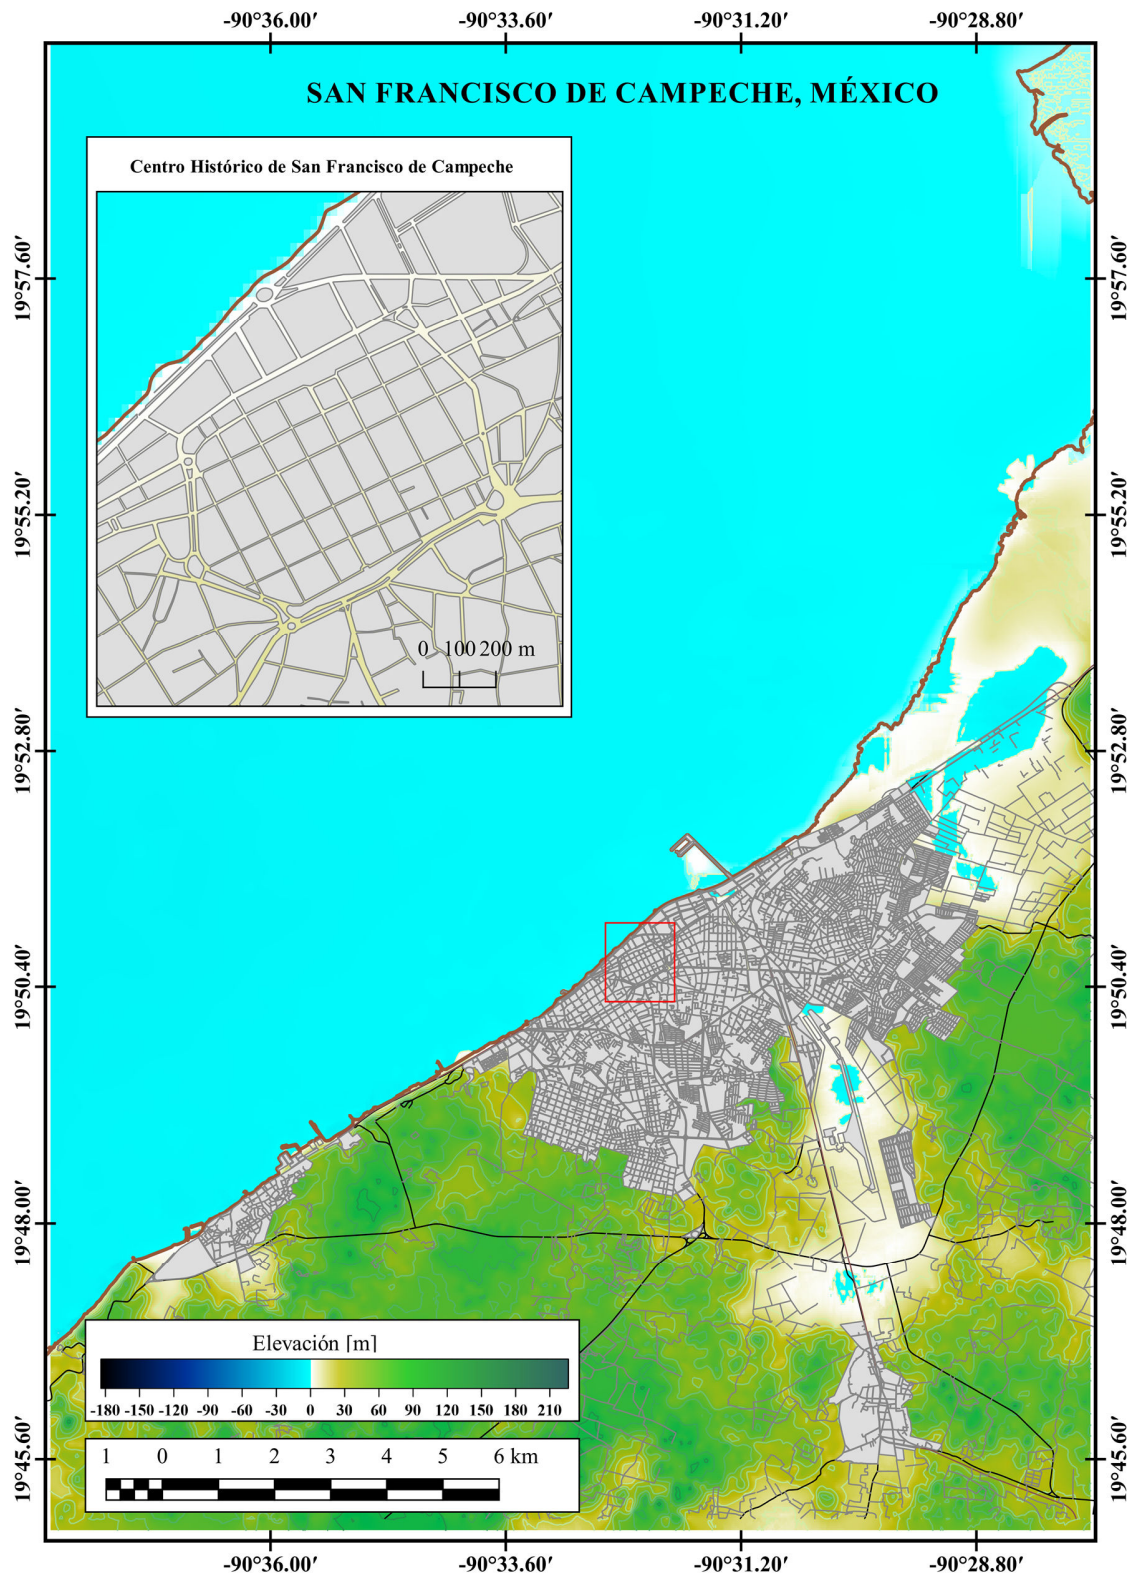 -90°36.00′ -90°33.60′ -90°31.20′ -90°28.80′
SAN FRANCISCO DE CAMPECHE, MÉXICO
Centro Histórico de San Francisco de Campeche
19°57.60′ 19°57.60′
19°55.20′ 19°55.20′
0 100 200 m
19°52.80′ 19°52.80′
19°50.40′ 19°50.40′
19°48.00′ 19°48.00′
Elevación [m]
-180 -150 -120 -90 -60 -30 0 30 60 90 120 150 180 210
19°45.60′ 19°45.60′
1 0 1 2 3 4 5 6 km
-90°36.00′ -90°33.60′ -90°31.20′ -90°28.80′